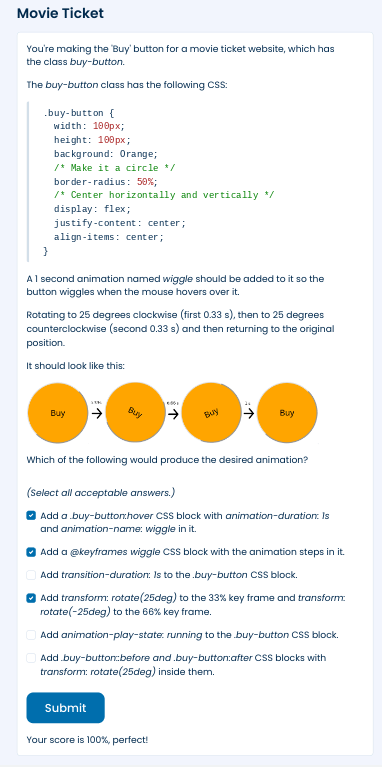 Movie Ticket
You're making the 'Buy' button for a movie ticket website, which has
the class buy-button.
The buy-button class has the following CSS:
.buy-button {
width: 100px;
height: 100px;
background: Orange;
/* Make it a circle */
border-radius: 50%;
/* Center horizontally and vertically */
display: flex;
justify-content: center;
align-items: center;
}
A 1 second animation named wiggle should be added to it so the
button wiggles when the mouse hovers over it.
Rotating to 25 degrees clockwise (first 0.33 s), then to 25 degrees
counterclockwise (second 0.33 s) and then returning to the original
position.
It should look like this:
Buy Buy 0.66 s Buy 1 s Buy
Which of the following would produce the desired animation?
(Select all acceptable answers.)
Add a .buy-button:hover CSS block with animation-duration: 1s
and animation-name: wiggle in it.
Add a @keyframes wiggle CSS block with the animation steps in it.
Add transition-duration: 1s to the .buy-button CSS block.
Add transform: rotate(25deg) to the 33% key frame and transform:
rotate(-25deg) to the 66% key frame.
Add animation-play-state: running to the .buy-button CSS block.
Add .buy-button::before and .buy-button:after CSS blocks with
transform: rotate(25deg) inside them.
Submit
Your score is 100%, perfect!